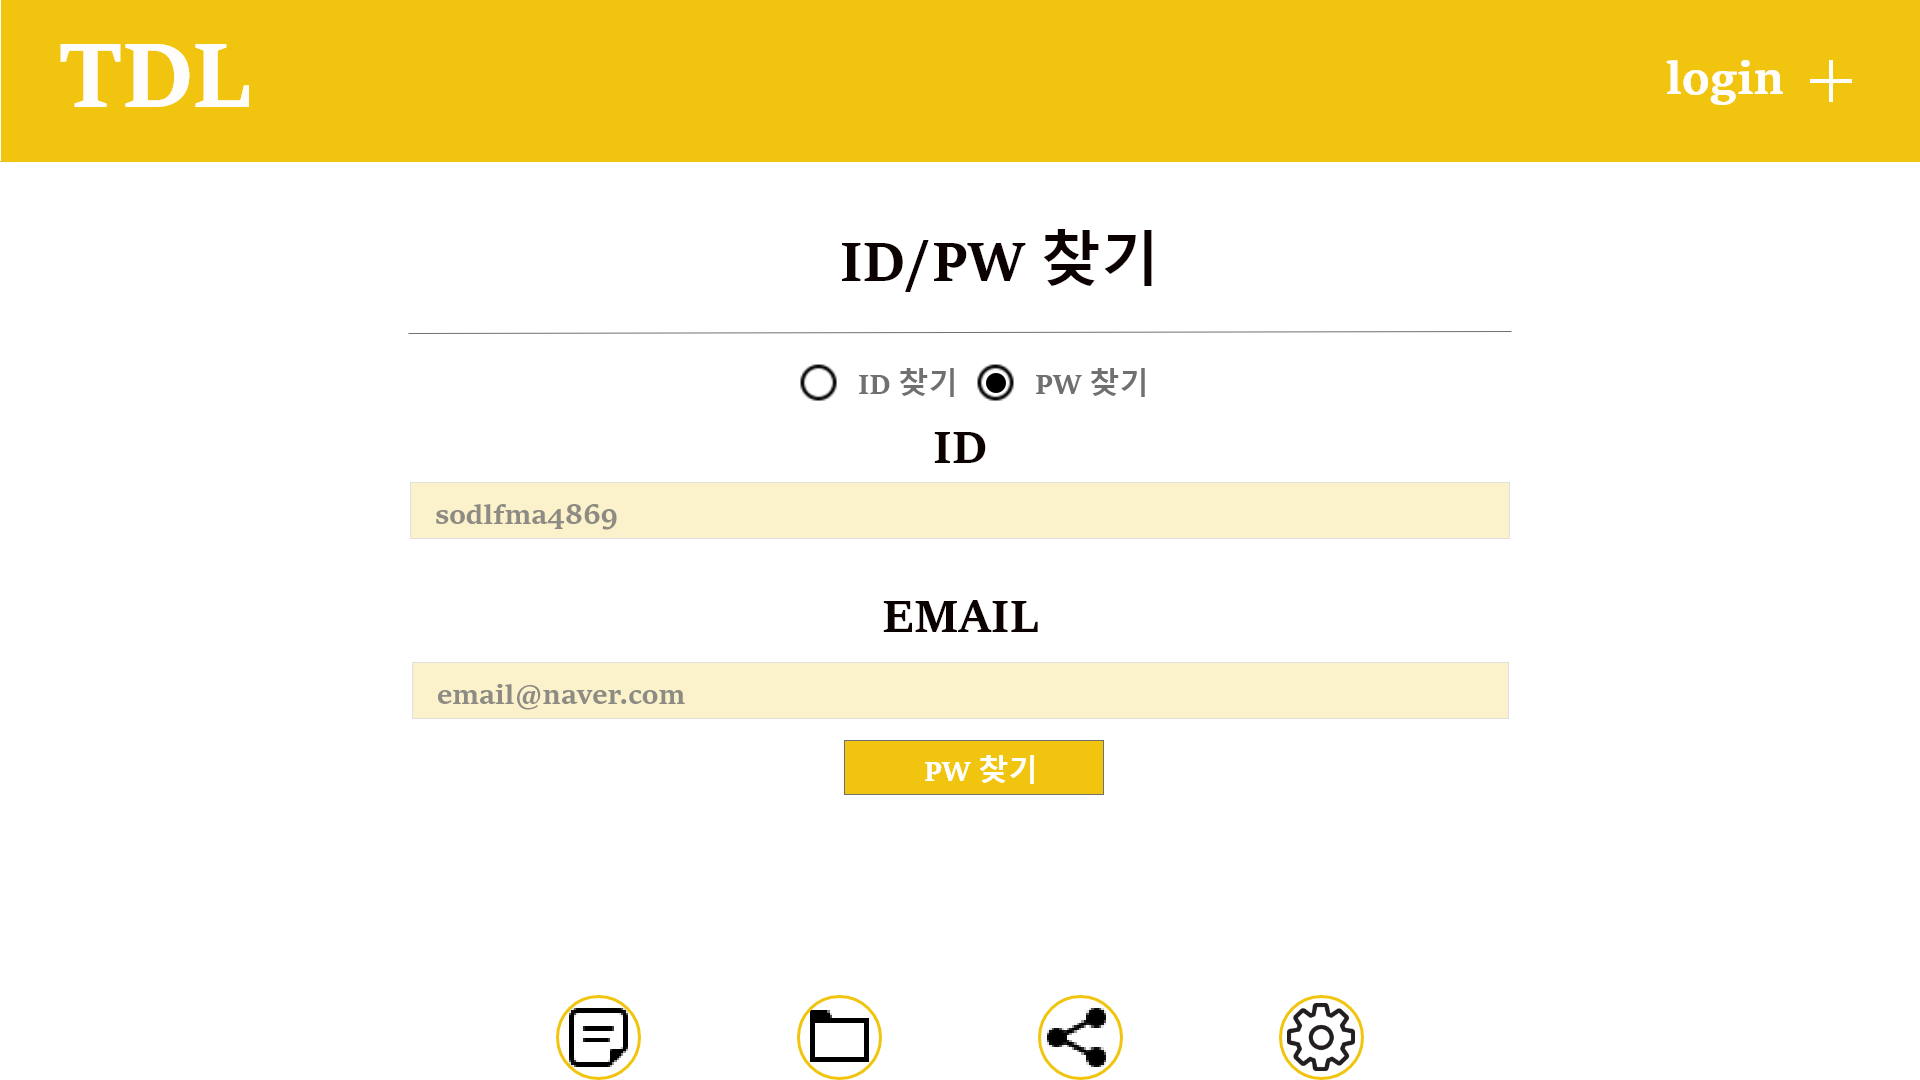 TDL
login +
ID/PW 찾기
ID 찾기 PW 찾기
ID
sodlfma4869
EMAIL
email@naver.com
PW 찾기